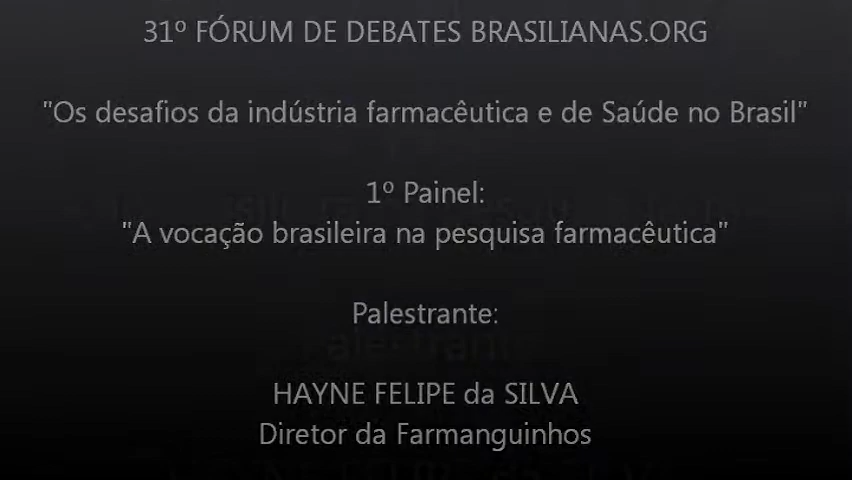 31º FÓRUM DE DEBATES BRASILIANAS.ORG
"Os desafios da indústria farmacêutica e de Saúde no Brasil"
1º Painel:
"A vocação brasileira na pesquisa farmacêutica"
Palestrante:
HAYNE FELIPE da SILVA
Diretor da Farmanguinhos